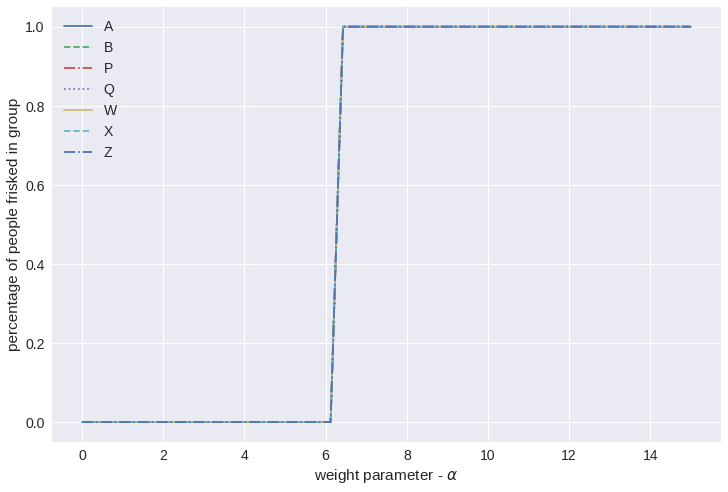 A
B
P
Q
W
X
Z
1.0
0.8
0.6
0.4
0.2
0.0
percentage of people frisked in group
0 2 4 6 8 10 12 14
weight parameter - α